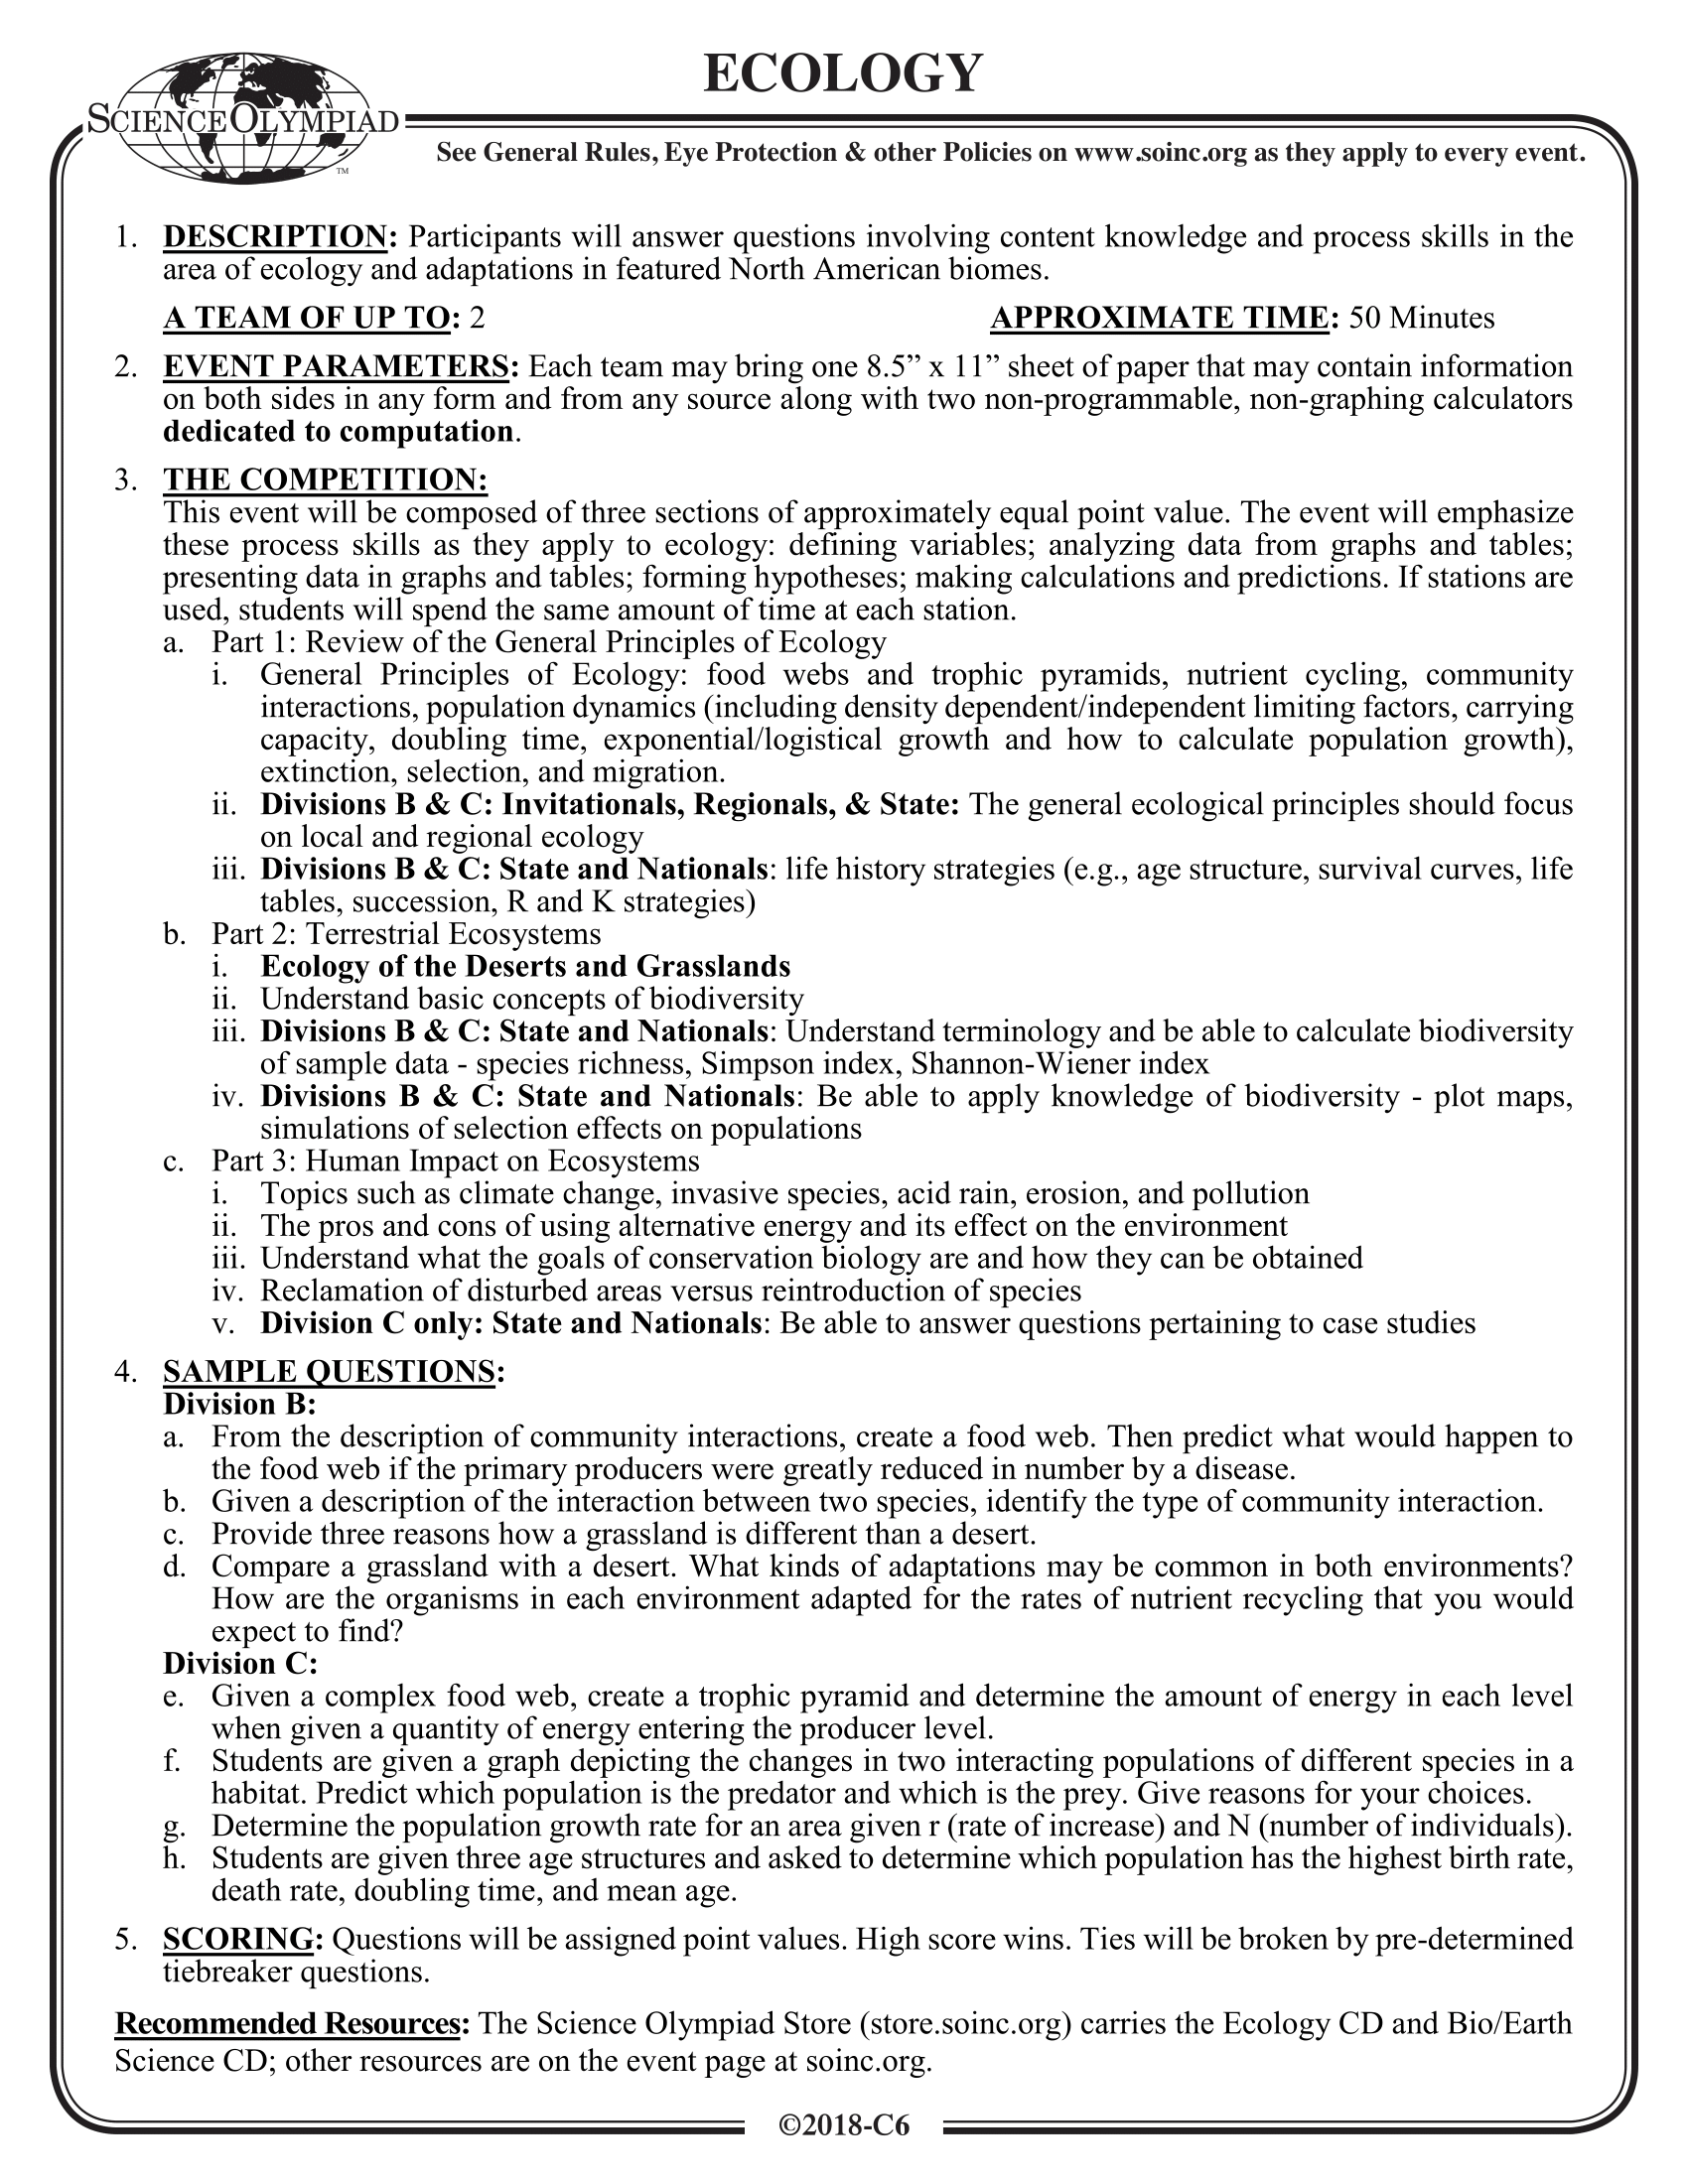 ECOLOGY
SCIENCE OLYMPIAD
TM
See General Rules, Eye Protection & other Policies on www.soinc.org as they apply to every event.
1. DESCRIPTION: Participants will answer questions involving content knowledge and process skills in the
area of ecology and adaptations in featured North American biomes.
A TEAM OF UP TO: 2 APPROXIMATE TIME: 50 Minutes
2. EVENT PARAMETERS: Each team may bring one 8.5” x 11” sheet of paper that may contain information
on both sides in any form and from any source along with two non-programmable, non-graphing calculators
dedicated to computation.
3. THE COMPETITION:
This event will be composed of three sections of approximately equal point value. The event will emphasize
these process skills as they apply to ecology: defining variables; analyzing data from graphs and tables;
presenting data in graphs and tables; forming hypotheses; making calculations and predictions. If stations are
used, students will spend the same amount of time at each station.
a. Part 1: Review of the General Principles of Ecology
i. General Principles of Ecology: food webs and trophic pyramids, nutrient cycling, community
interactions, population dynamics (including density dependent/independent limiting factors, carrying
capacity, doubling time, exponential/logistical growth and how to calculate population growth),
extinction, selection, and migration.
ii. Divisions B & C: Invitationals, Regionals, & State: The general ecological principles should focus
on local and regional ecology
iii. Divisions B & C: State and Nationals: life history strategies (e.g., age structure, survival curves, life
tables, succession, R and K strategies)
b. Part 2: Terrestrial Ecosystems
i. Ecology of the Deserts and Grasslands
ii. Understand basic concepts of biodiversity
iii. Divisions B & C: State and Nationals: Understand terminology and be able to calculate biodiversity
of sample data - species richness, Simpson index, Shannon-Wiener index
iv. Divisions B & C: State and Nationals: Be able to apply knowledge of biodiversity - plot maps,
simulations of selection effects on populations
c. Part 3: Human Impact on Ecosystems
i. Topics such as climate change, invasive species, acid rain, erosion, and pollution
ii. The pros and cons of using alternative energy and its effect on the environment
iii. Understand what the goals of conservation biology are and how they can be obtained
iv. Reclamation of disturbed areas versus reintroduction of species
v. Division C only: State and Nationals: Be able to answer questions pertaining to case studies
4. SAMPLE QUESTIONS:
Division B:
a. From the description of community interactions, create a food web. Then predict what would happen to
the food web if the primary producers were greatly reduced in number by a disease.
b. Given a description of the interaction between two species, identify the type of community interaction.
c. Provide three reasons how a grassland is different than a desert.
d. Compare a grassland with a desert. What kinds of adaptations may be common in both environments?
How are the organisms in each environment adapted for the rates of nutrient recycling that you would
expect to find?
Division C:
e. Given a complex food web, create a trophic pyramid and determine the amount of energy in each level
when given a quantity of energy entering the producer level.
f. Students are given a graph depicting the changes in two interacting populations of different species in a
habitat. Predict which population is the predator and which is the prey. Give reasons for your choices.
g. Determine the population growth rate for an area given r (rate of increase) and N (number of individuals).
h. Students are given three age structures and asked to determine which population has the highest birth rate,
death rate, doubling time, and mean age.
5. SCORING: Questions will be assigned point values. High score wins. Ties will be broken by pre-determined
tiebreaker questions.
Recommended Resources: The Science Olympiad Store (store.soinc.org) carries the Ecology CD and Bio/Earth
Science CD; other resources are on the event page at soinc.org.
©2018-C6